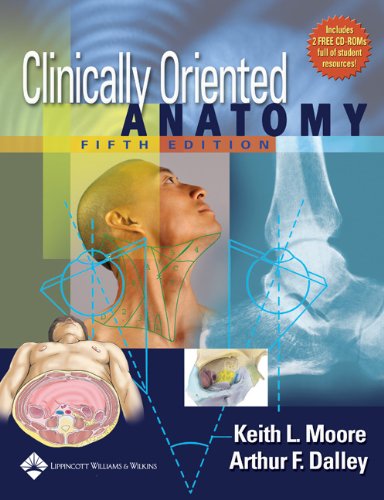 Includes
2 FREE CD-ROMs
full of student
resources!
Clinically Oriented
ANATOMY
FIFTH EDITION
A
C
Keith L. Moore
Arthur F. Dalley
LIPPINCOTT WILLIAMS & WILKINS